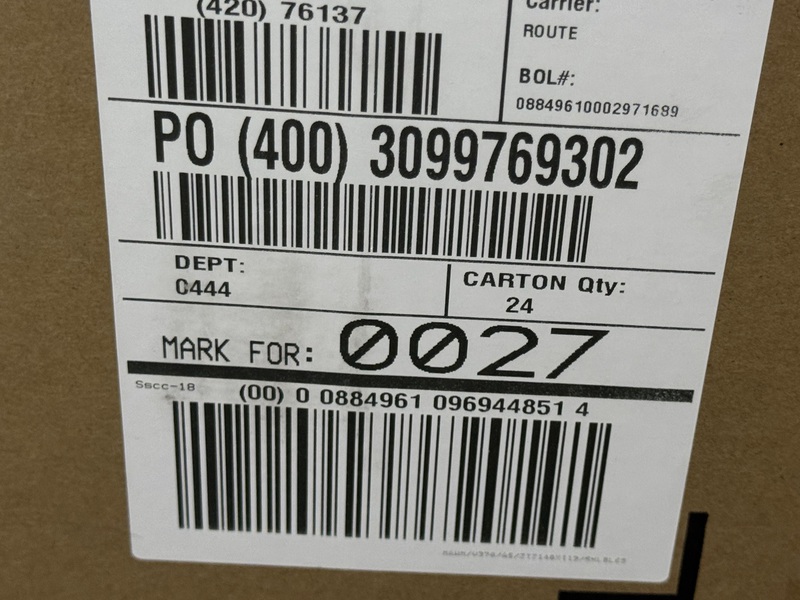 (420) 76137
Carrier:
ROUTE
BOL#:
08849610002971689
PO (400) 3099769302
DEPT:
0444
CARTON Qty:
24
MARK FOR: 0027
Sscc-18
(00) 0 0884961 096944851 4